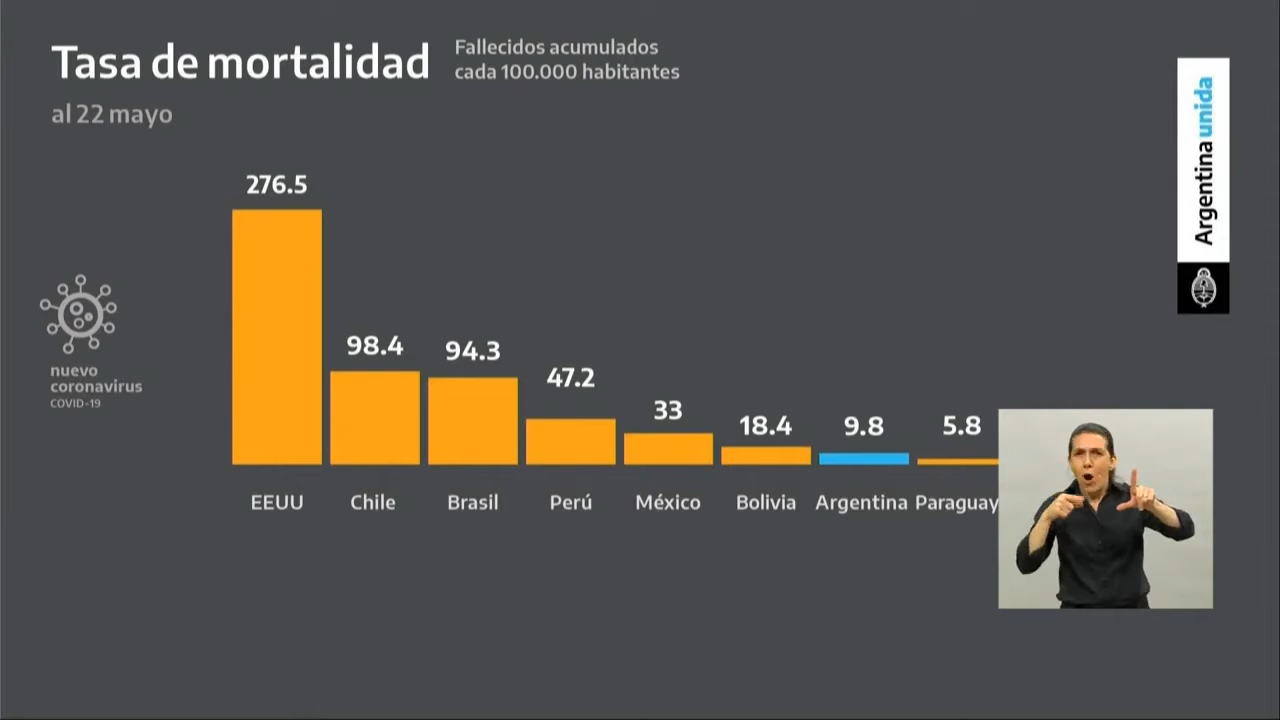 Tasa de mortalidad
Fallecidos acumulados
cada 100.000 habitantes
al 22 mayo
Argentina unida
276.5
98.4
94.3
47.2
33
18.4
9.8
5.8
nuevo
coronavirus
COVID-19
EEUU
Chile
Brasil
Perú
México
Bolivia
Argentina
Paraguay